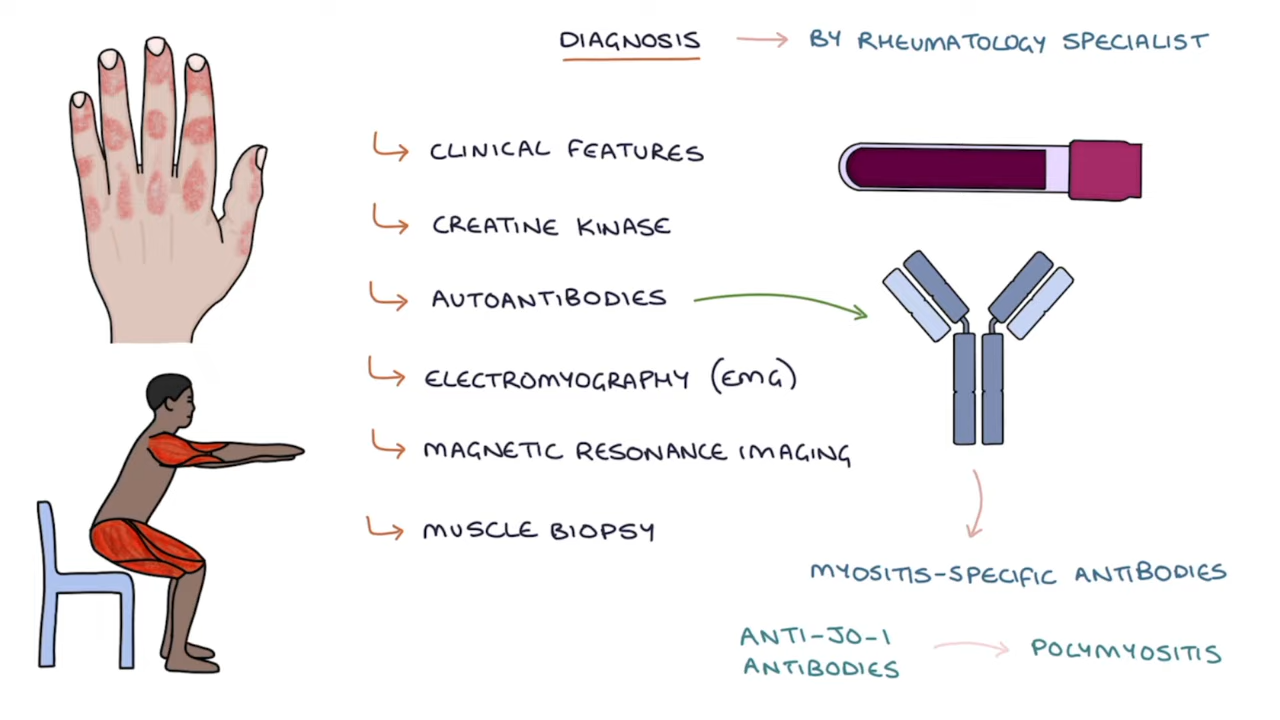 DIAGNOSIS → BY RHEUMATOLOGY SPECIALIST
CLINICAL FEATURES
CREATINE KINASE
AUTOANTIBODIES
ELECTROMYOGRAPHY (EMG)
MAGNETIC RESONANCE IMAGING
MUSCLE BIOPSY
MYOSITIS-SPECIFIC ANTIBODIES
ANTI-JO-1
ANTIBODIES
POLYMYOSITIS